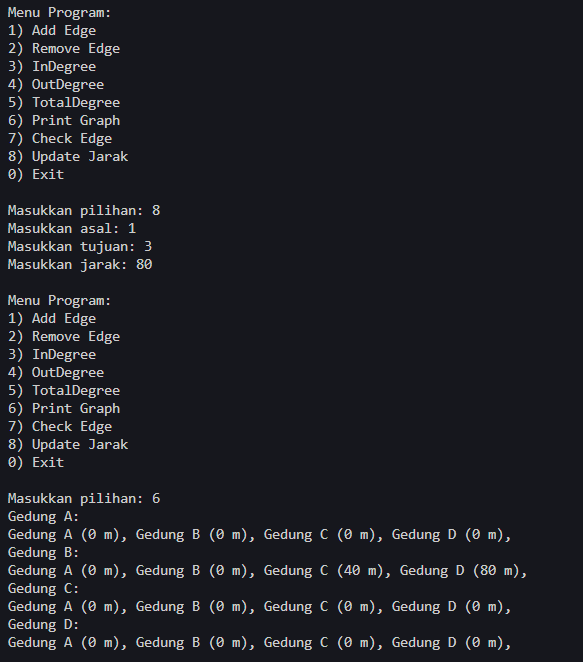 Menu Program:
1) Add Edge
2) Remove Edge
3) InDegree
4) OutDegree
5) TotalDegree
6) Print Graph
7) Check Edge
8) Update Jarak
0) Exit

Masukkan pilihan: 8
Masukkan asal: 1
Masukkan tujuan: 3
Masukkan jarak: 80

Menu Program:
1) Add Edge
2) Remove Edge
3) InDegree
4) OutDegree
5) TotalDegree
6) Print Graph
7) Check Edge
8) Update Jarak
0) Exit

Masukkan pilihan: 6
Gedung A:
Gedung A (0 m), Gedung B (0 m), Gedung C (0 m), Gedung D (0 m),
Gedung B:
Gedung A (0 m), Gedung B (0 m), Gedung C (40 m), Gedung D (80 m),
Gedung C:
Gedung A (0 m), Gedung B (0 m), Gedung C (0 m), Gedung D (0 m),
Gedung D:
Gedung A (0 m), Gedung B (0 m), Gedung C (0 m), Gedung D (0 m),